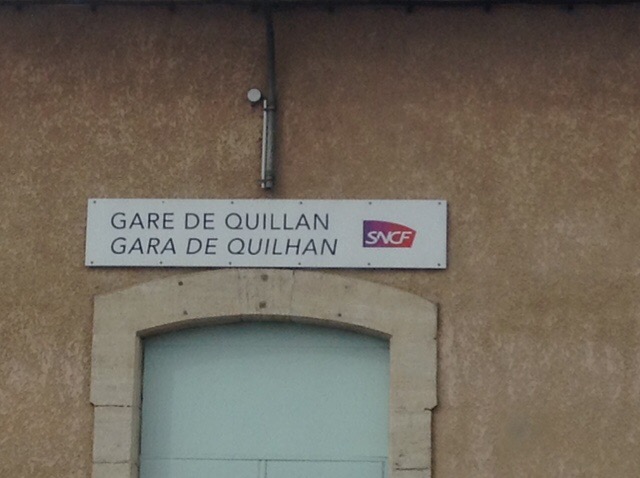 GARE DE QUILLAN
GARA DE QUILHAN
SNCF